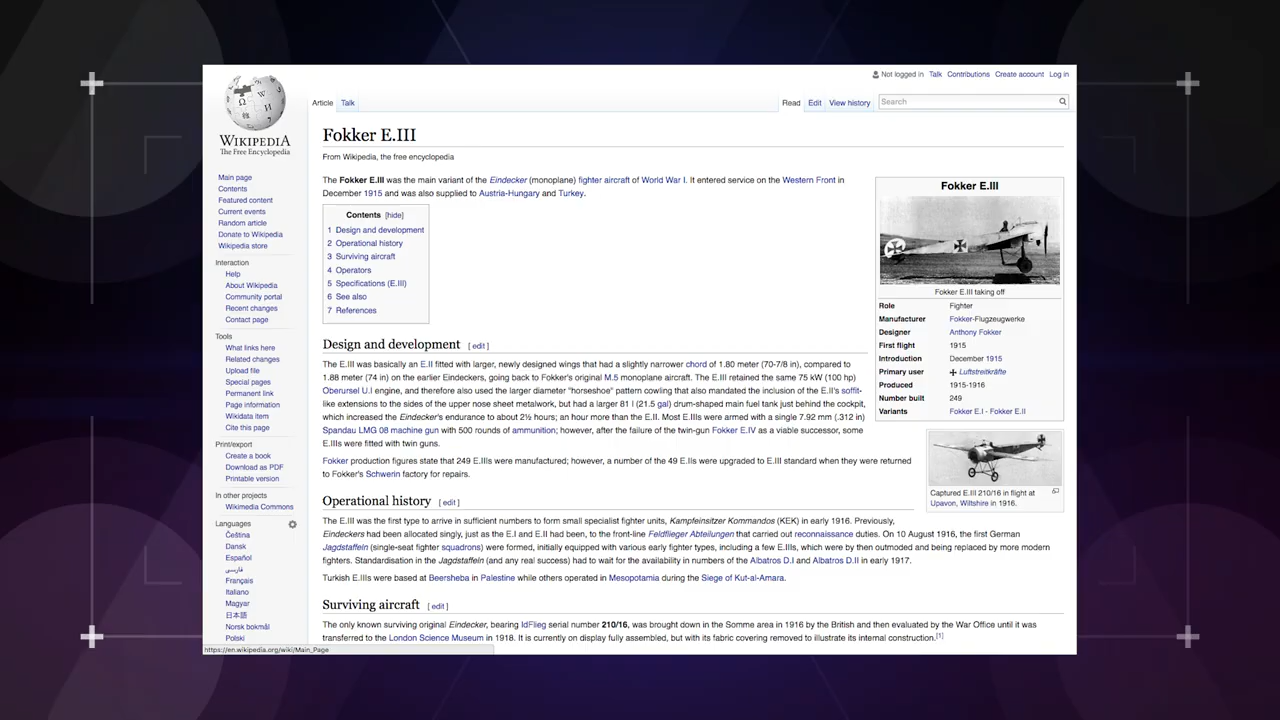 Not logged in Talk Contributions Create account Log in
Article Talk
Read Edit View history
Search
WIKIPEDIA
The Free Encyclopedia
Main page
Contents
Featured content
Current events
Random article
Donate to Wikipedia
Wikipedia store
Interaction
Help
About Wikipedia
Community portal
Recent changes
Contact page
Tools
What links here
Related changes
Upload file
Special pages
Permanent link
Page information
Wikidata item
Cite this page
Print/export
Create a book
Download as PDF
Printable version
In other projects
Wikimedia Commons
Languages
Čeština
Dansk
Español
فارسی
Français
Italiano
Magyar
日本語
Norsk bokmål
Polski
https://en.wikipedia.org/wiki/Main_Page
Fokker E.III
From Wikipedia, the free encyclopedia
The Fokker E.III was the main variant of the Eindecker (monoplane) fighter aircraft of World War I. It entered service on the Western Front in
December 1915 and was also supplied to Austria-Hungary and Turkey.
Contents [hide]
1 Design and development
2 Operational history
3 Surviving aircraft
4 Operators
5 Specifications (E.III)
6 See also
7 References
Design and development [ edit ]
The E.III was basically an E.II fitted with larger, newly designed wings that had a slightly narrower chord of 1.80 meter (70-7/8 in), compared to
1.88 meter (74 in) on the earlier Eindeckers, going back to Fokker's original M.5 monoplane aircraft. The E.III retained the same 75 kW (100 hp)
Oberursel U.I engine, and therefore also used the larger diameter "horseshoe" pattern cowling that also mandated the inclusion of the E.II's soffit-
like extensions to the sides of the upper nose sheet metalwork, but had a larger 81 l (21.5 gal) drum-shaped main fuel tank just behind the cockpit,
which increased the Eindecker's endurance to about 2½ hours; an hour more than the E.II. Most E.IIIs were armed with a single 7.92 mm (.312 in)
Spandau LMG 08 machine gun with 500 rounds of ammunition; however, after the failure of the twin-gun Fokker E.IV as a viable successor, some
E.IIIs were fitted with twin guns.
Fokker production figures state that 249 E.IIIs were manufactured; however, a number of the 49 E.IIs were upgraded to E.III standard when they were returned
to Fokker's Schwerin factory for repairs.
Operational history [ edit ]
The E.III was the first type to arrive in sufficient numbers to form small specialist fighter units, Kampfeinsitzer Kommandos (KEK) in early 1916. Previously,
Eindeckers had been allocated singly, just as the E.I and E.II had been, to the front-line Feldflieger Abteilungen that carried out reconnaissance duties. On 10 August 1916, the first German
Jagdstaffeln (single-seat fighter squadrons) were formed, initially equipped with various early fighter types, including a few E.IIIs, which were by then outmoded and being replaced by more modern
fighters. Standardisation in the Jagdstaffeln (and any real success) had to wait for the availability in numbers of the Albatros D.I and Albatros D.II in early 1917.
Turkish E.IIIs were based at Beersheba in Palestine while others operated in Mesopotamia during the Siege of Kut-al-Amara.
Surviving aircraft [ edit ]
The only known surviving original Eindecker, bearing IdFlieg serial number 210/16, was brought down in the Somme area in 1916 by the British and then evaluated by the War Office until it was
transferred to the London Science Museum in 1918. It is currently on display fully assembled, but with its fabric covering removed to illustrate its internal construction.[1]
Fokker E.III
Fokker E.III taking off
Role Fighter
Manufacturer Fokker-Flugzeugwerke
Designer Anthony Fokker
First flight 1915
Introduction December 1915
Primary user Luftstreitkräfte
Produced 1915-1916
Number built 249
Variants Fokker E.I - Fokker E.II
Captured E.III 210/16 in flight at
Upavon, Wiltshire in 1916.